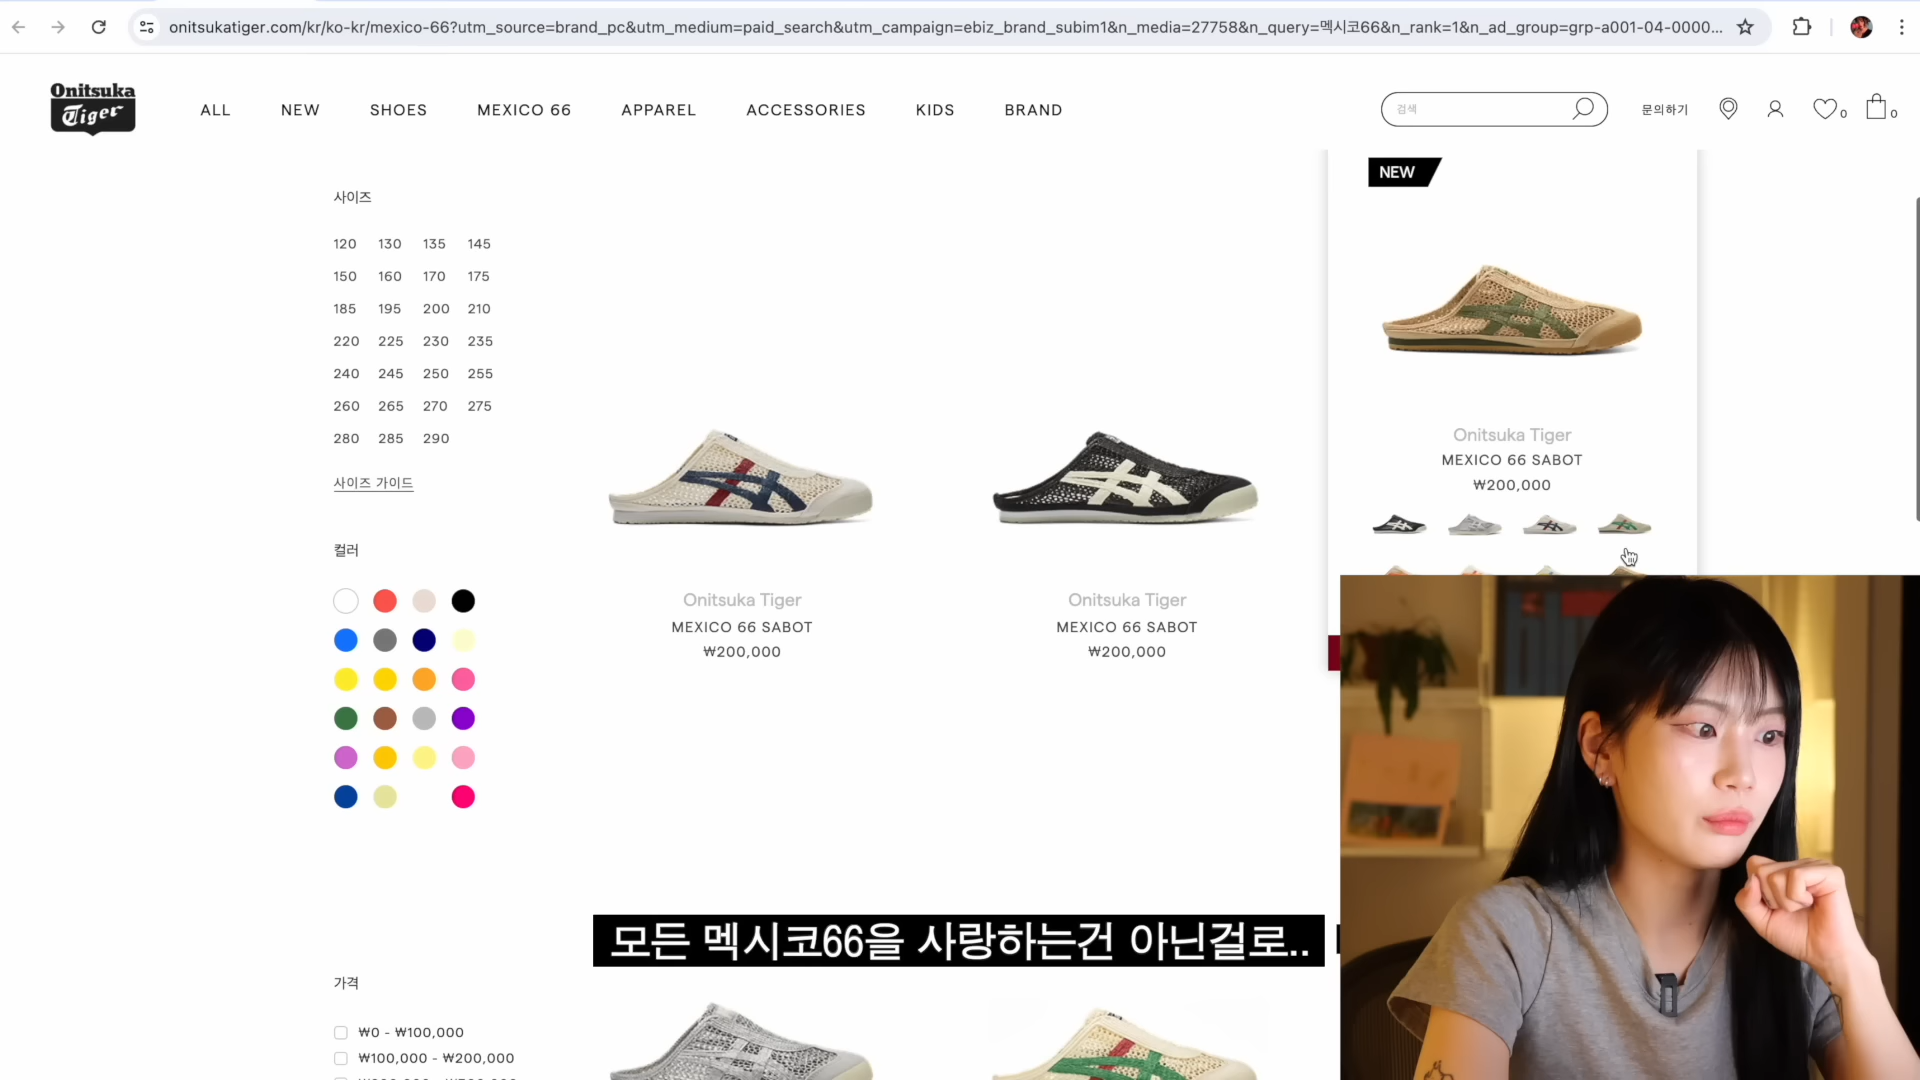 onitsukatiger.com/kr/ko-kr/mexico-66?utm_source=brand_pc&utm_medium=paid_search&utm_campaign=ebiz_brand_subim1&n_media=27758&n_query=멕시코66&n_rank=1&n_ad_group=grp-a001-04-0000...
Onitsuka
Tiger
ALL NEW SHOES MEXICO 66 APPAREL ACCESSORIES KIDS BRAND
검색
문의하기
0
0
사이즈
120 130 135 145
150 160 170 175
185 195 200 210
220 225 230 235
240 245 250 255
260 265 270 275
280 285 290
사이즈 가이드
컬러
가격
₩0 - ₩100,000
₩100,000 - ₩200,000
Onitsuka Tiger
MEXICO 66 SABOT
₩200,000
Onitsuka Tiger
MEXICO 66 SABOT
₩200,000
NEW
Onitsuka Tiger
MEXICO 66 SABOT
₩200,000
모든 멕시코66을 사랑하는건 아닌걸로..